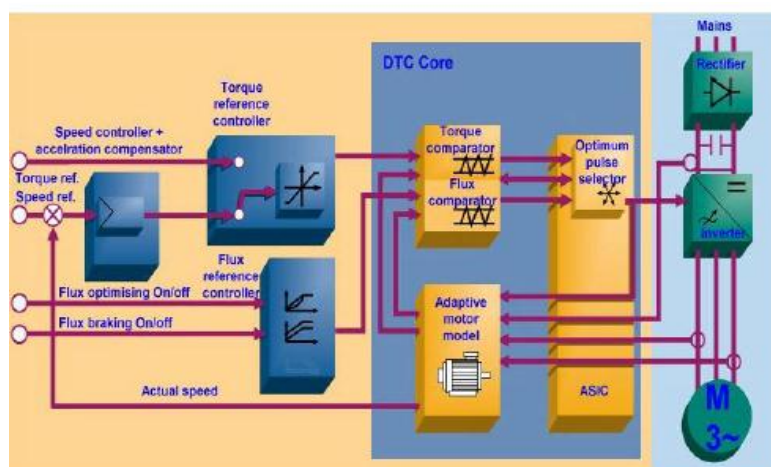 Mains
Rectifier
DTC Core
Torque
reference
controller
Speed controller +
accelration compensator
Torque comparator
Optimum
pulse
selector
Torque ref.
Speed ref.
Flux
comparator
inverter
Flux
reference
controller
Flux optimising On/off
Flux braking On/off
Adaptive
motor
model
Actual speed
ASIC
M
3~